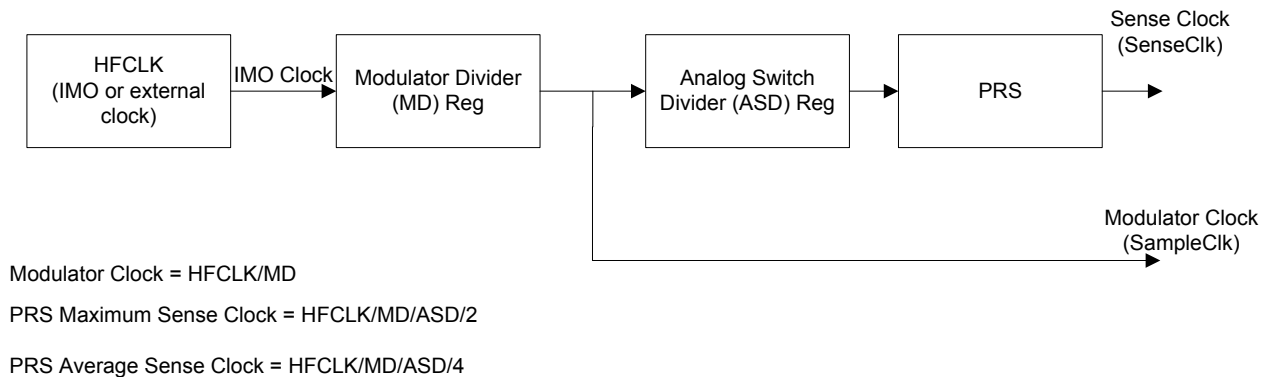 Sense Clock
(SenseClk)
HFCLK
(IMO or external
clock)
IMO Clock
Modulator Divider
(MD) Reg
Analog Switch
Divider (ASD) Reg
PRS
Modulator Clock
(SampleClk)
Modulator Clock = HFCLK/MD
PRS Maximum Sense Clock = HFCLK/MD/ASD/2
PRS Average Sense Clock = HFCLK/MD/ASD/4